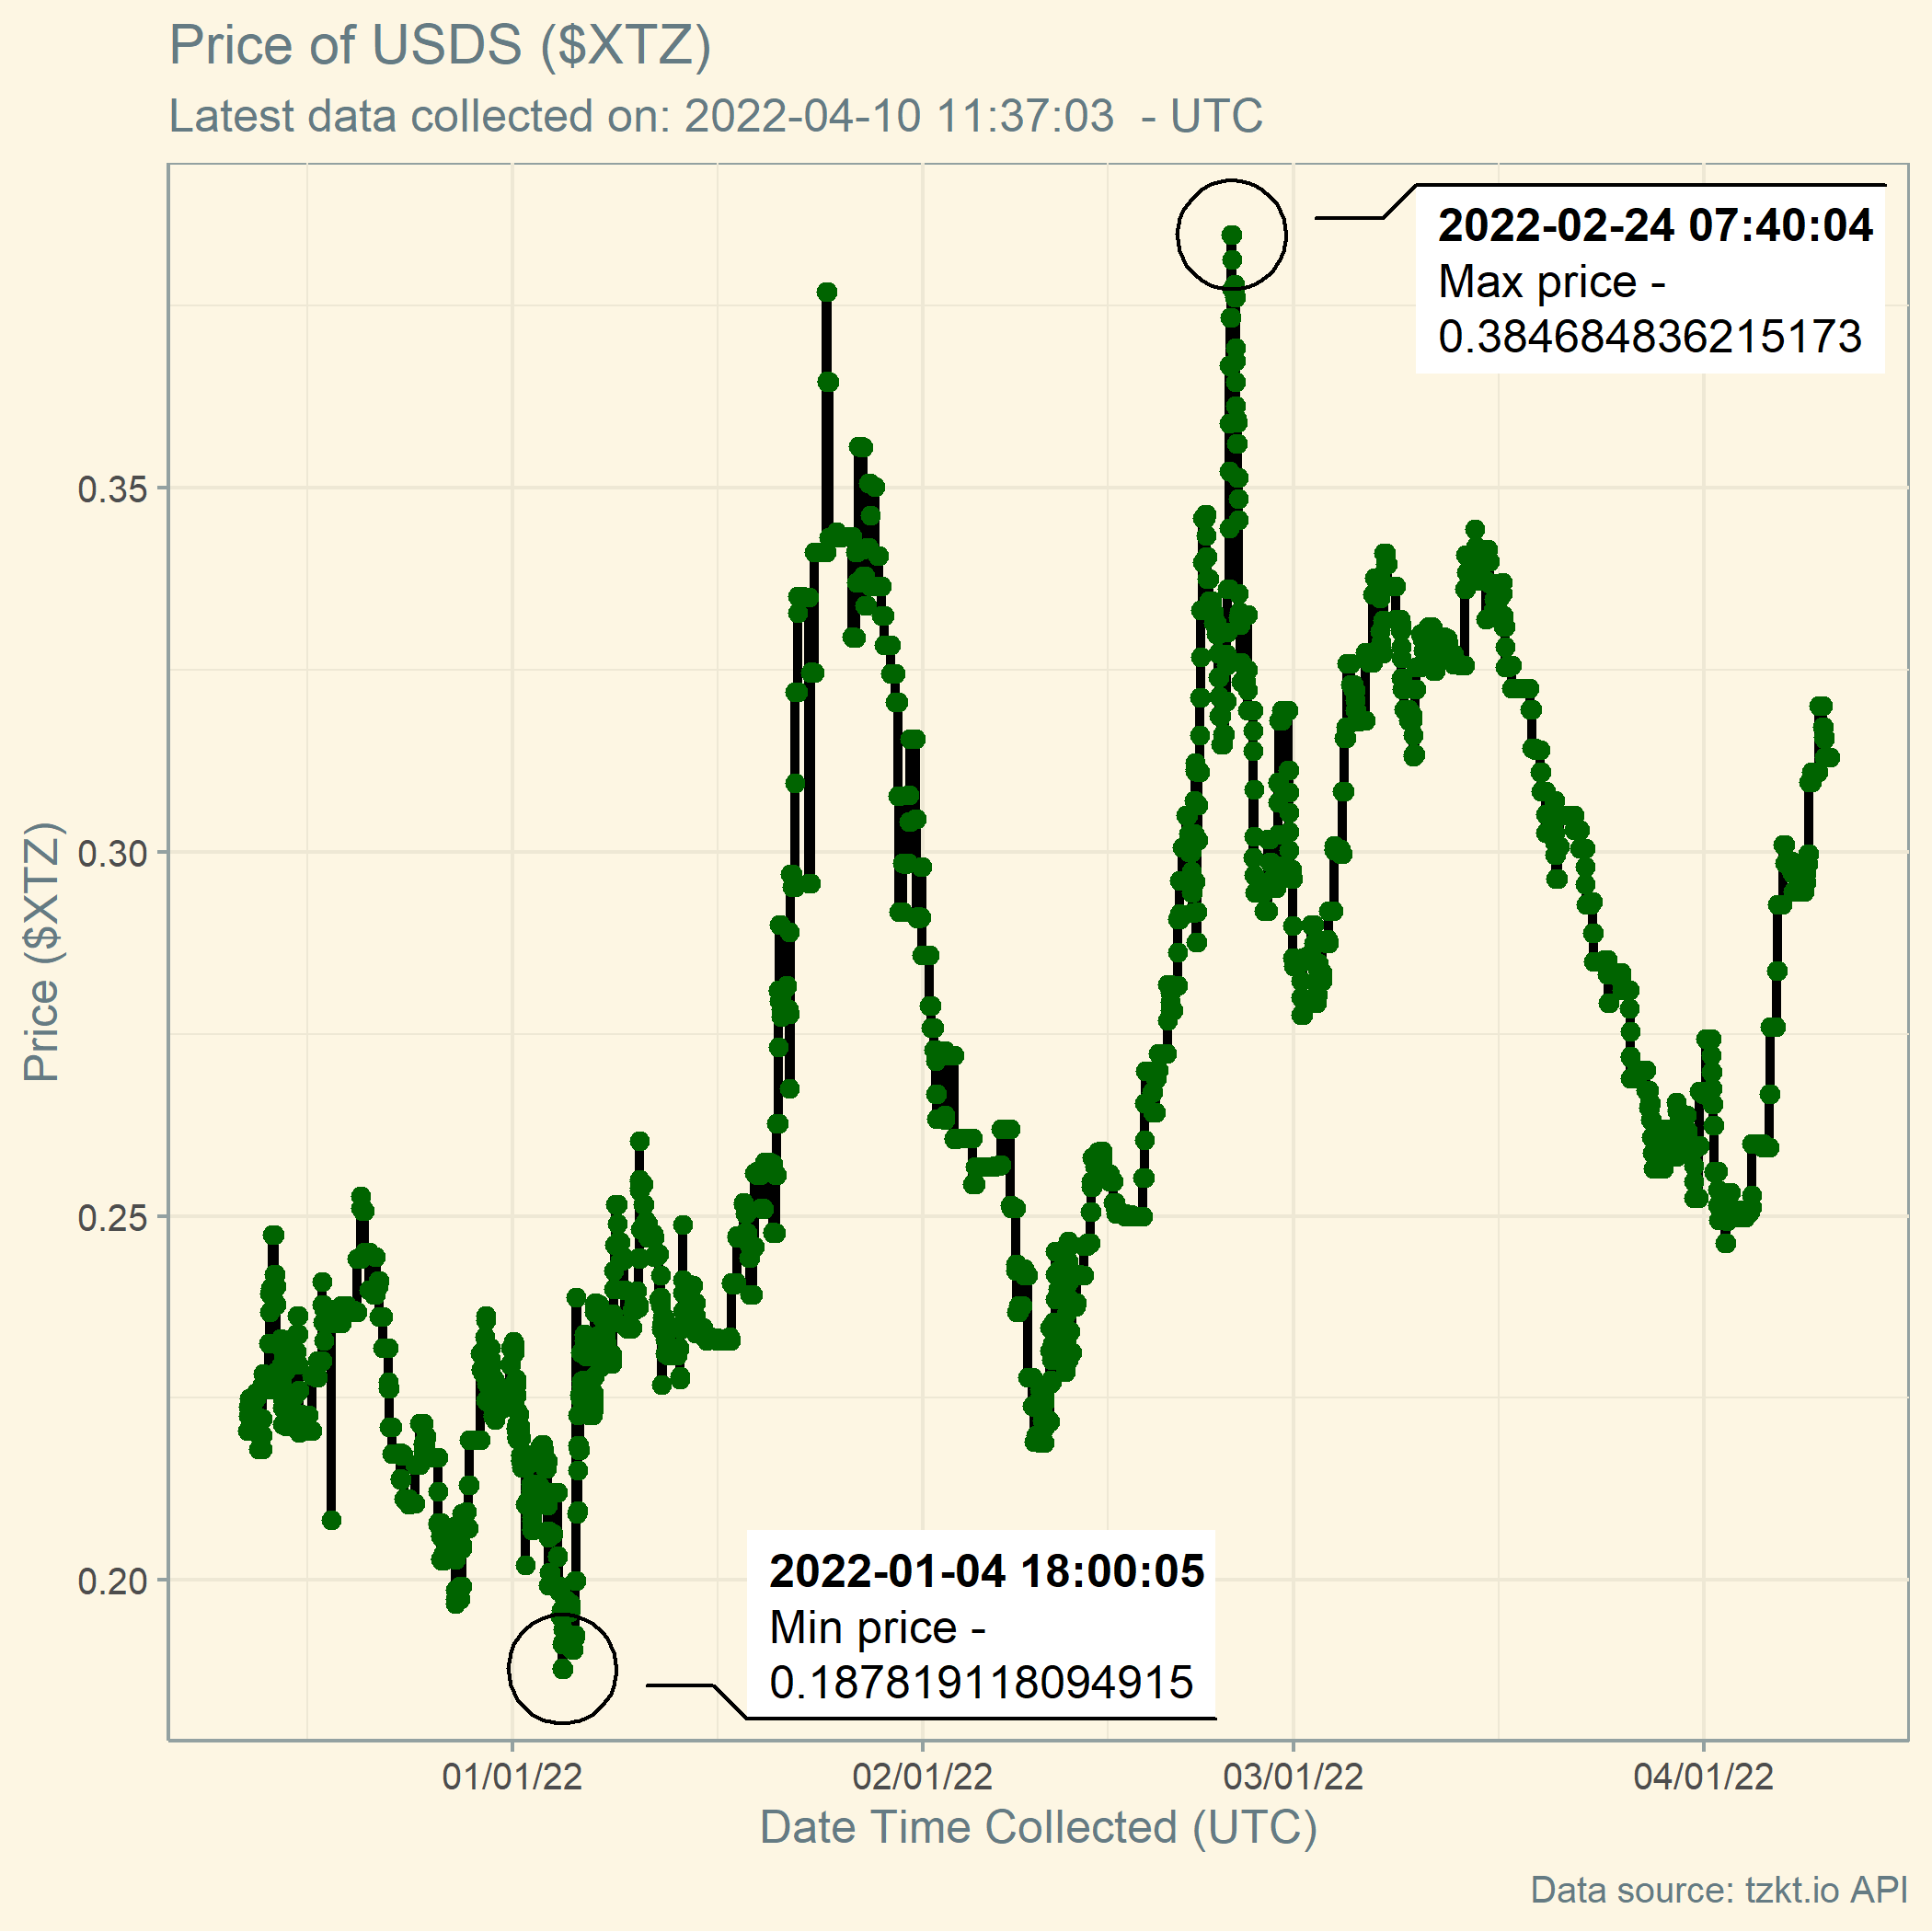 Price of USDS ($XTZ)
Latest data collected on: 2022-04-10 11:37:03  - UTC
2022-02-24 07:40:04
Max price -
0.384684836215173
0.35
0.30
0.25
0.20
Price ($XTZ)
2022-01-04 18:00:05
Min price -
0.187819118094915
01/01/22
02/01/22
03/01/22
04/01/22
Date Time Collected (UTC)
Data source: tzkt.io API